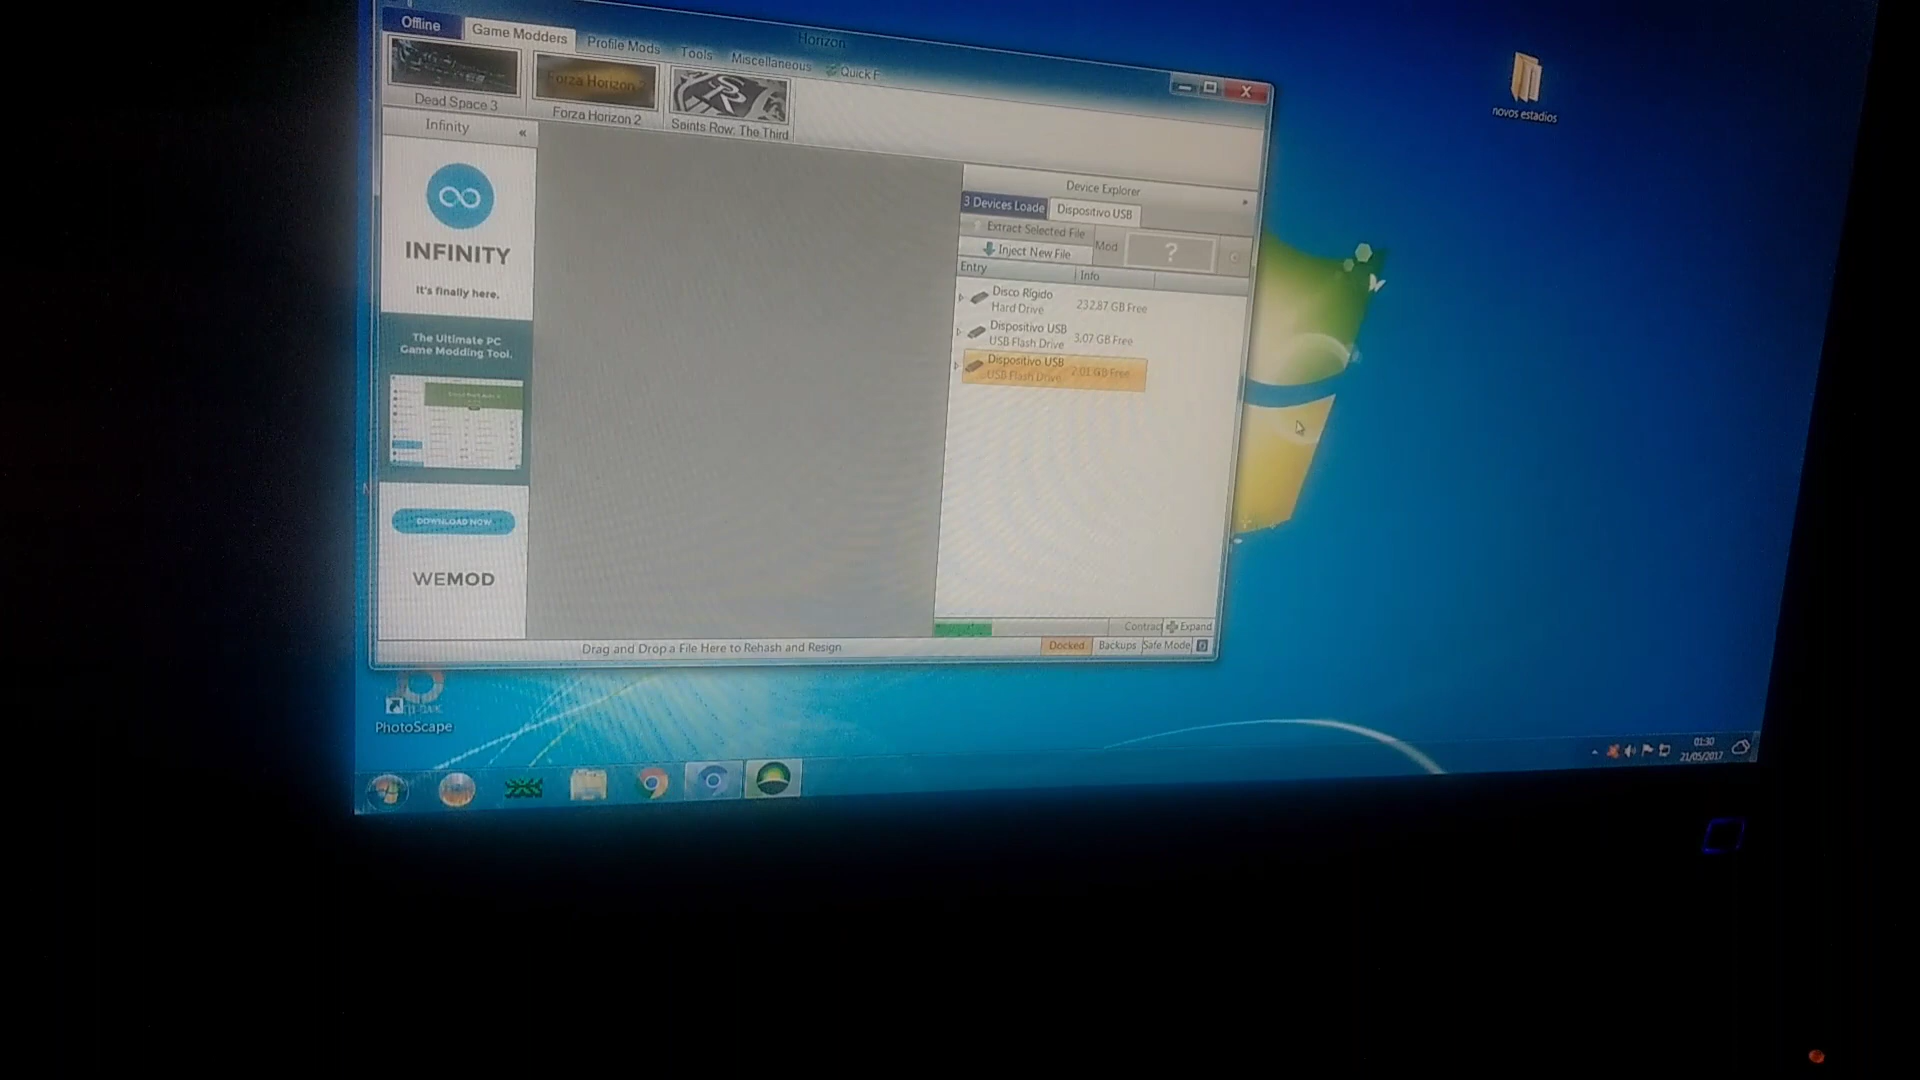 Offline
Game Modders
Profile Mods
Tools
Miscellaneous
Quick F
Horizon
Dead Space 3
Forza Horizon 2
Forza Horizon 2
SR
Saints Row: The Third
Infinity
«
INFINITY
It's finally here.
The Ultimate PC
Game Modding Tool.
DOWNLOAD NOW
WEMOD
Device Explorer
3 Devices Loade
Dispositivo USB
Extract Selected File
Inject New File
Mod
?
Entry
Info
Disco Rígido
Hard Drive
232,87 GB Free
Dispositivo USB
USB Flash Drive
3,07 GB Free
Dispositivo USB
USB Flash Drive
2,01 GB Free
Contract
Expand
Drag and Drop a File Here to Rehash and Resign
Docked
Backups
Safe Mode
novos estadios
PhotoScape
01:30
21/05/2017